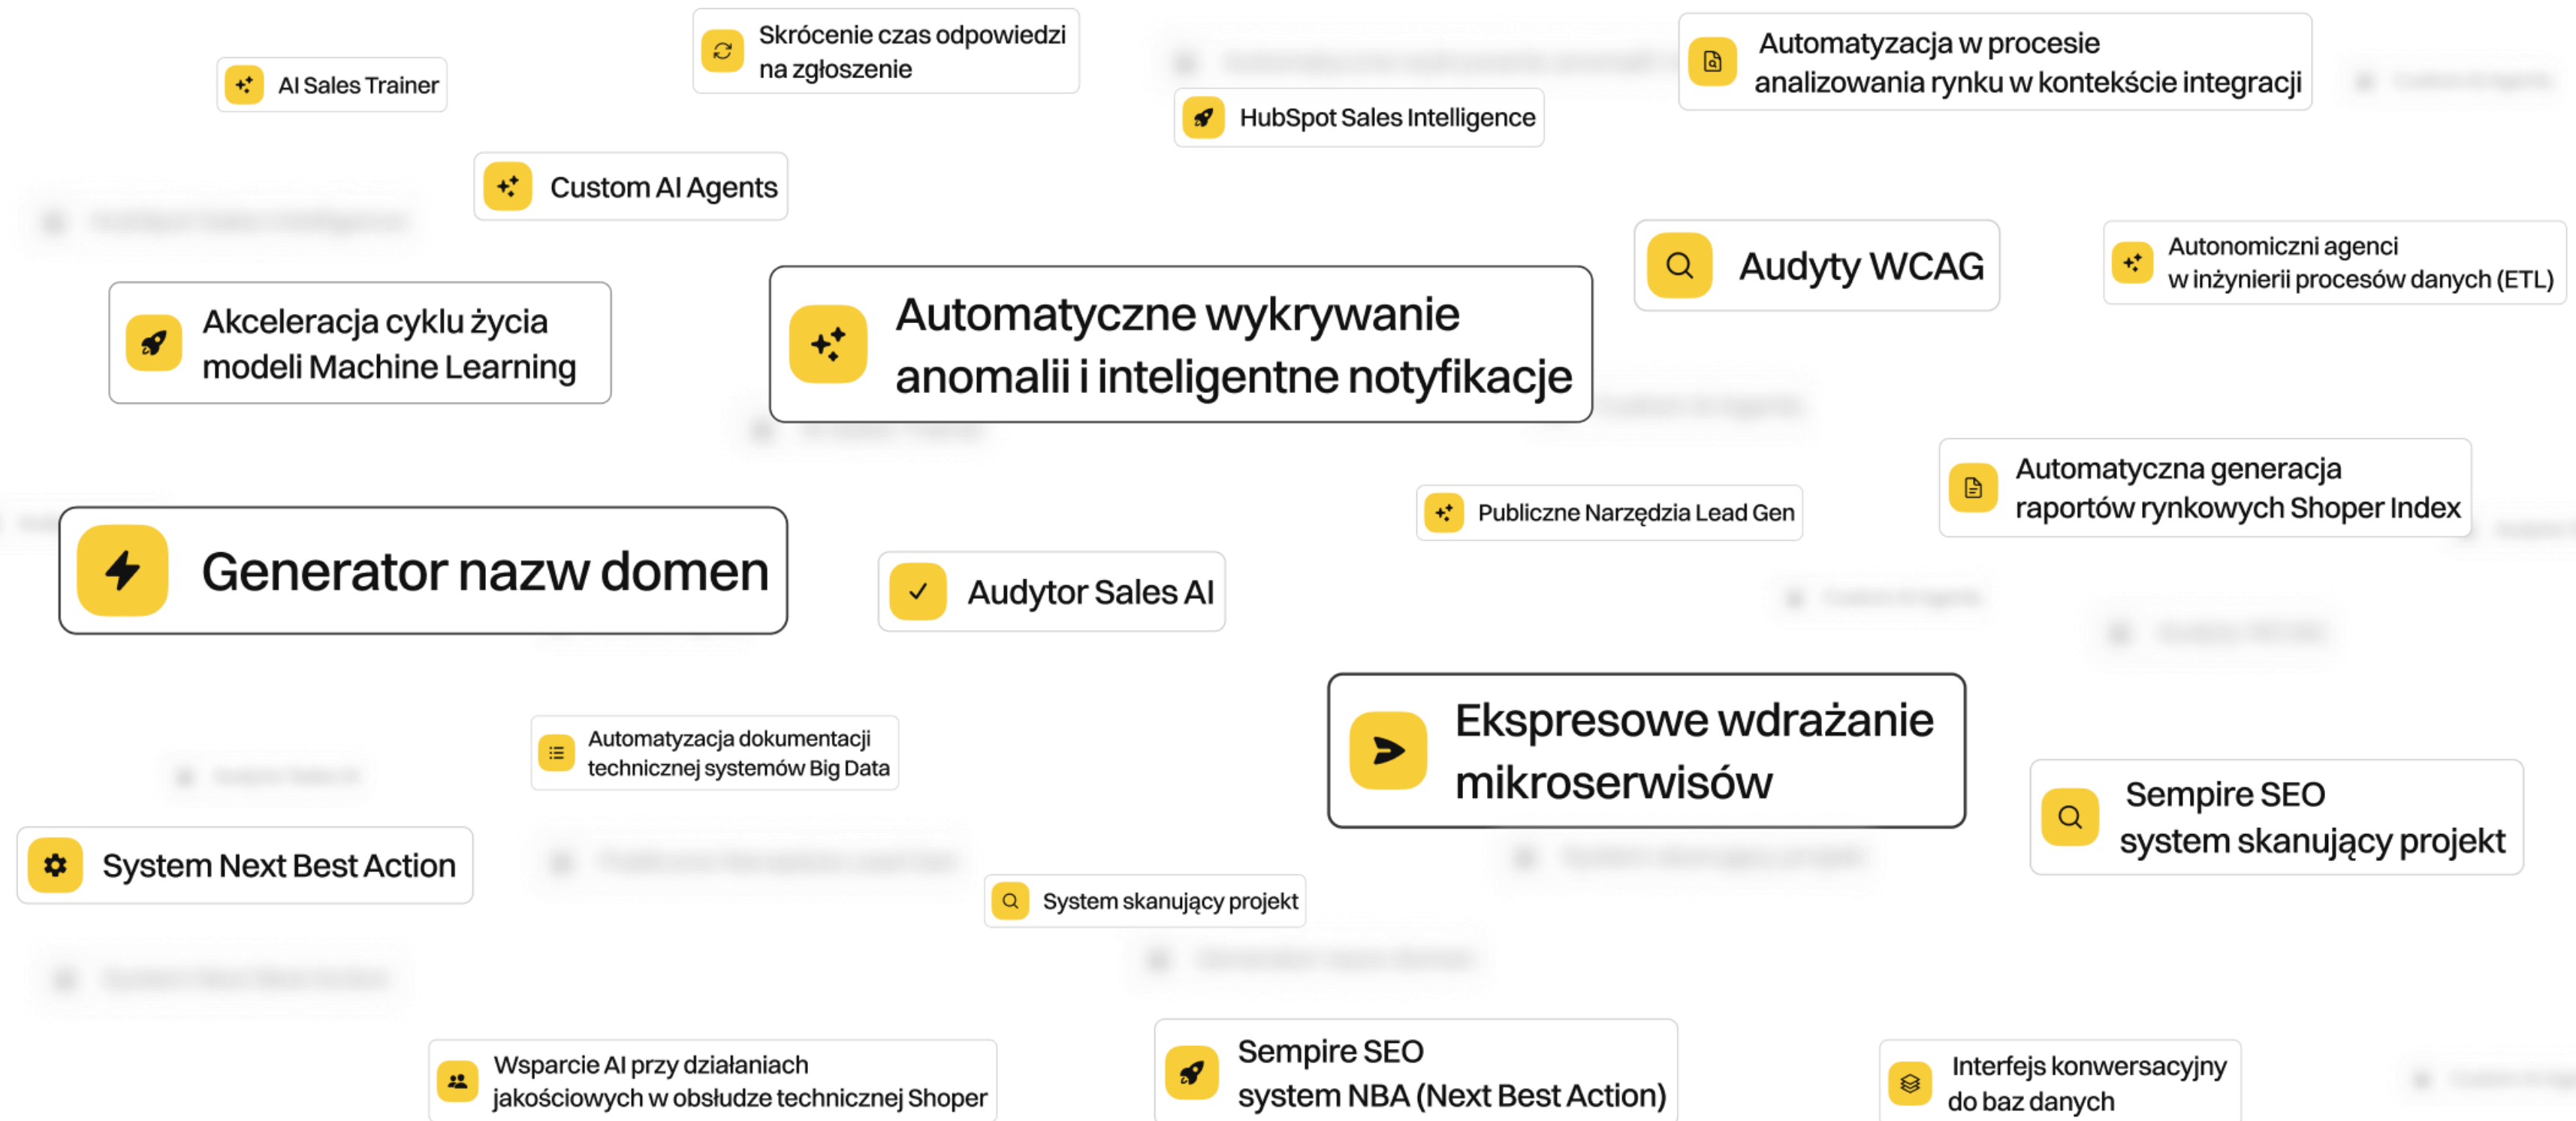 Skrócenie czas odpowiedzi
na zgłoszenie
Automatyzacja w procesie
analizowania rynku w kontekście integracji
AI Sales Trainer
HubSpot Sales Intelligence
Custom AI Agents
Audyty WCAG
Autonomiczni agenci
w inżynierii procesów danych (ETL)
Akceleracja cyklu życia
modeli Machine Learning
Automatyczne wykrywanie
anomalii i inteligentne notyfikacje
Automatyczna generacja
raportów rynkowych Shoper Index
Publiczne Narzędzia Lead Gen
Generator nazw domen
Audytor Sales AI
Ekspresowe wdrażanie
mikroserwisów
Automatyzacja dokumentacji
technicznej systemów Big Data
Sempire SEO
system skanujący projekt
System Next Best Action
System skanujący projekt
Wsparcie AI przy działaniach
jakościowych w obsłudze technicznej Shoper
Sempire SEO
system NBA (Next Best Action)
Interfejs konwersacyjny
do baz danych